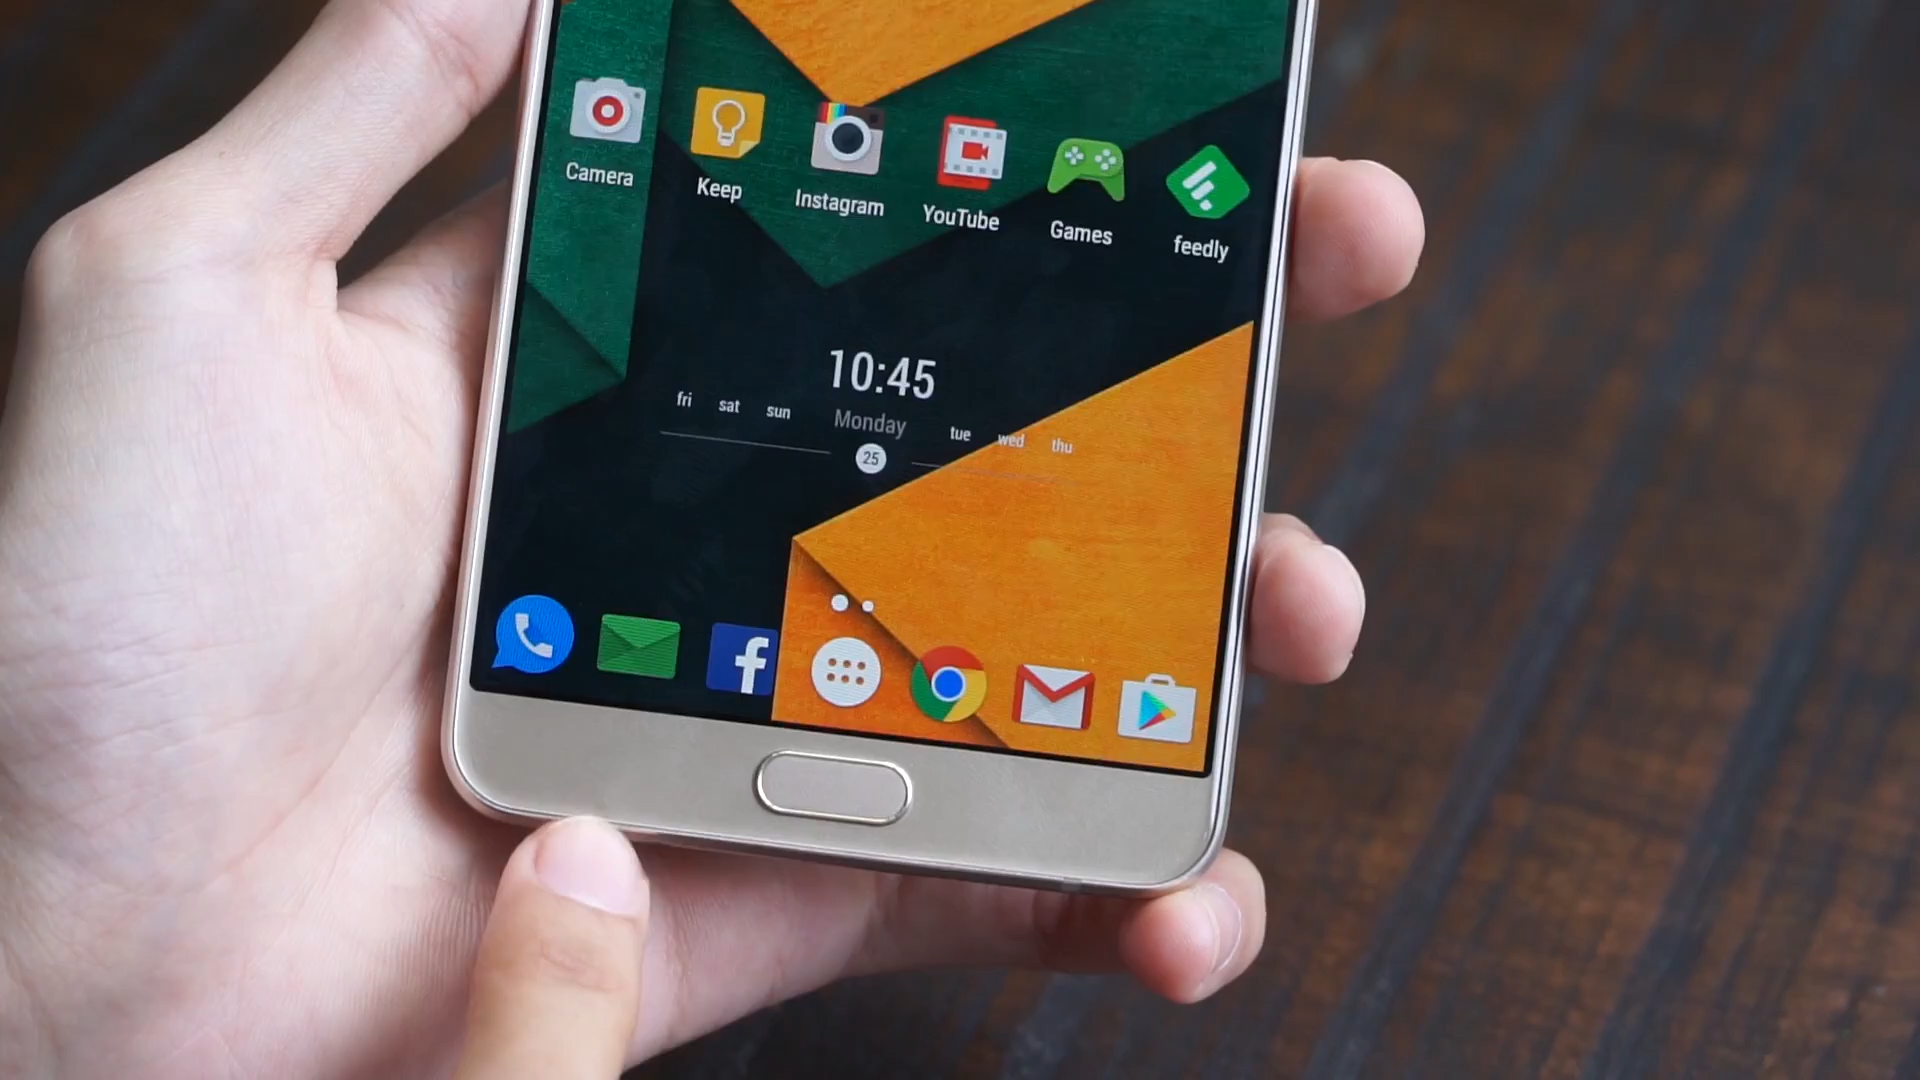 Camera
Keep
Instagram
YouTube
Games
feedly
10:45
fri sat sun Monday tue wed thu
25